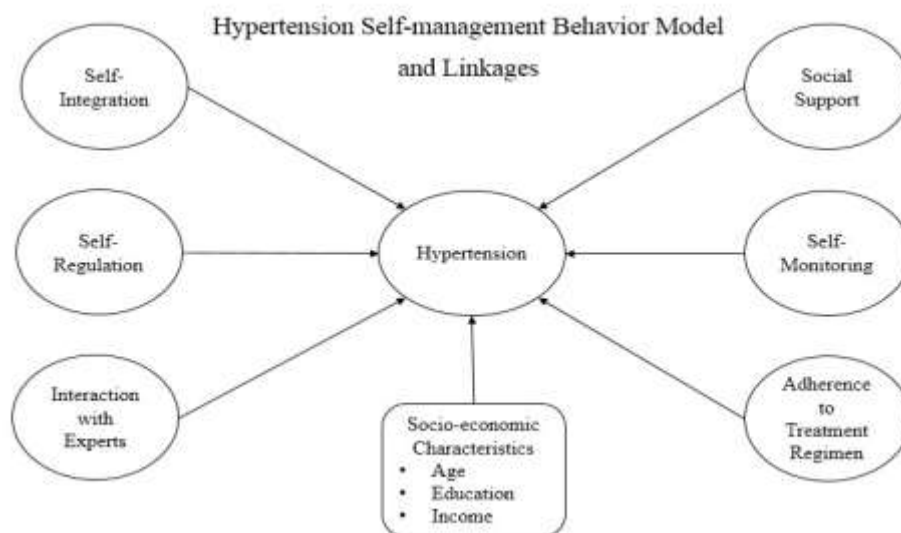 Hypertension Self-management Behavior Model
and Linkages
Self-
Integration
Social
Support
Self-
Regulation
Hypertension
Self-
Monitoring
Interaction
with
Experts
Socio-economic
Characteristics
• Age
• Education
• Income
Adherence
to
Treatment
Regimen